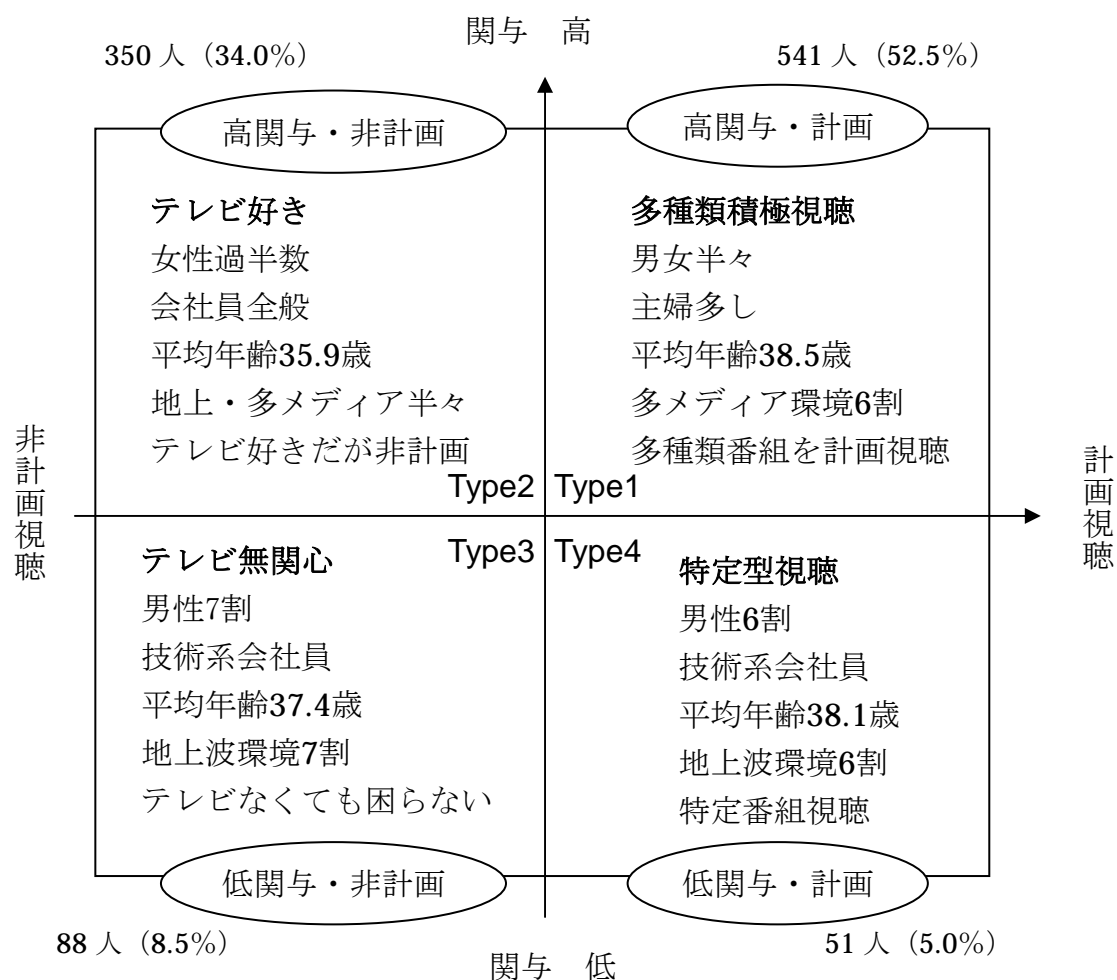 関与 高
350 人（34.0%）
541 人（52.5%）
高関与・非計画
高関与・計画
テレビ好き
女性過半数
会社員全般
平均年齢35.9歳
地上・多メディア半々
テレビ好きだが非計画
多種類積極視聴
男女半々
主婦多し
平均年齢38.5歳
多メディア環境6割
多種類番組を計画視聴
非計画視聴
計画視聴
Type2
Type1
Type3
Type4
テレビ無関心
男性7割
技術系会社員
平均年齢37.4歳
地上波環境7割
テレビなくても困らない
特定型視聴
男性6割
技術系会社員
平均年齢38.1歳
地上波環境6割
特定番組視聴
低関与・非計画
低関与・計画
88 人（8.5%）
51 人（5.0%）
関与 低